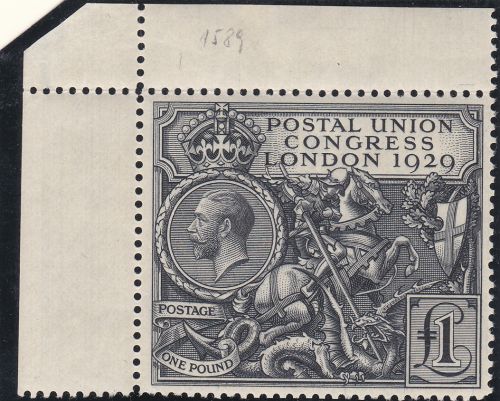 1589
POSTAL UNION
CONGRESS
LONDON 1929
POSTAGE
ONE POUND
£1